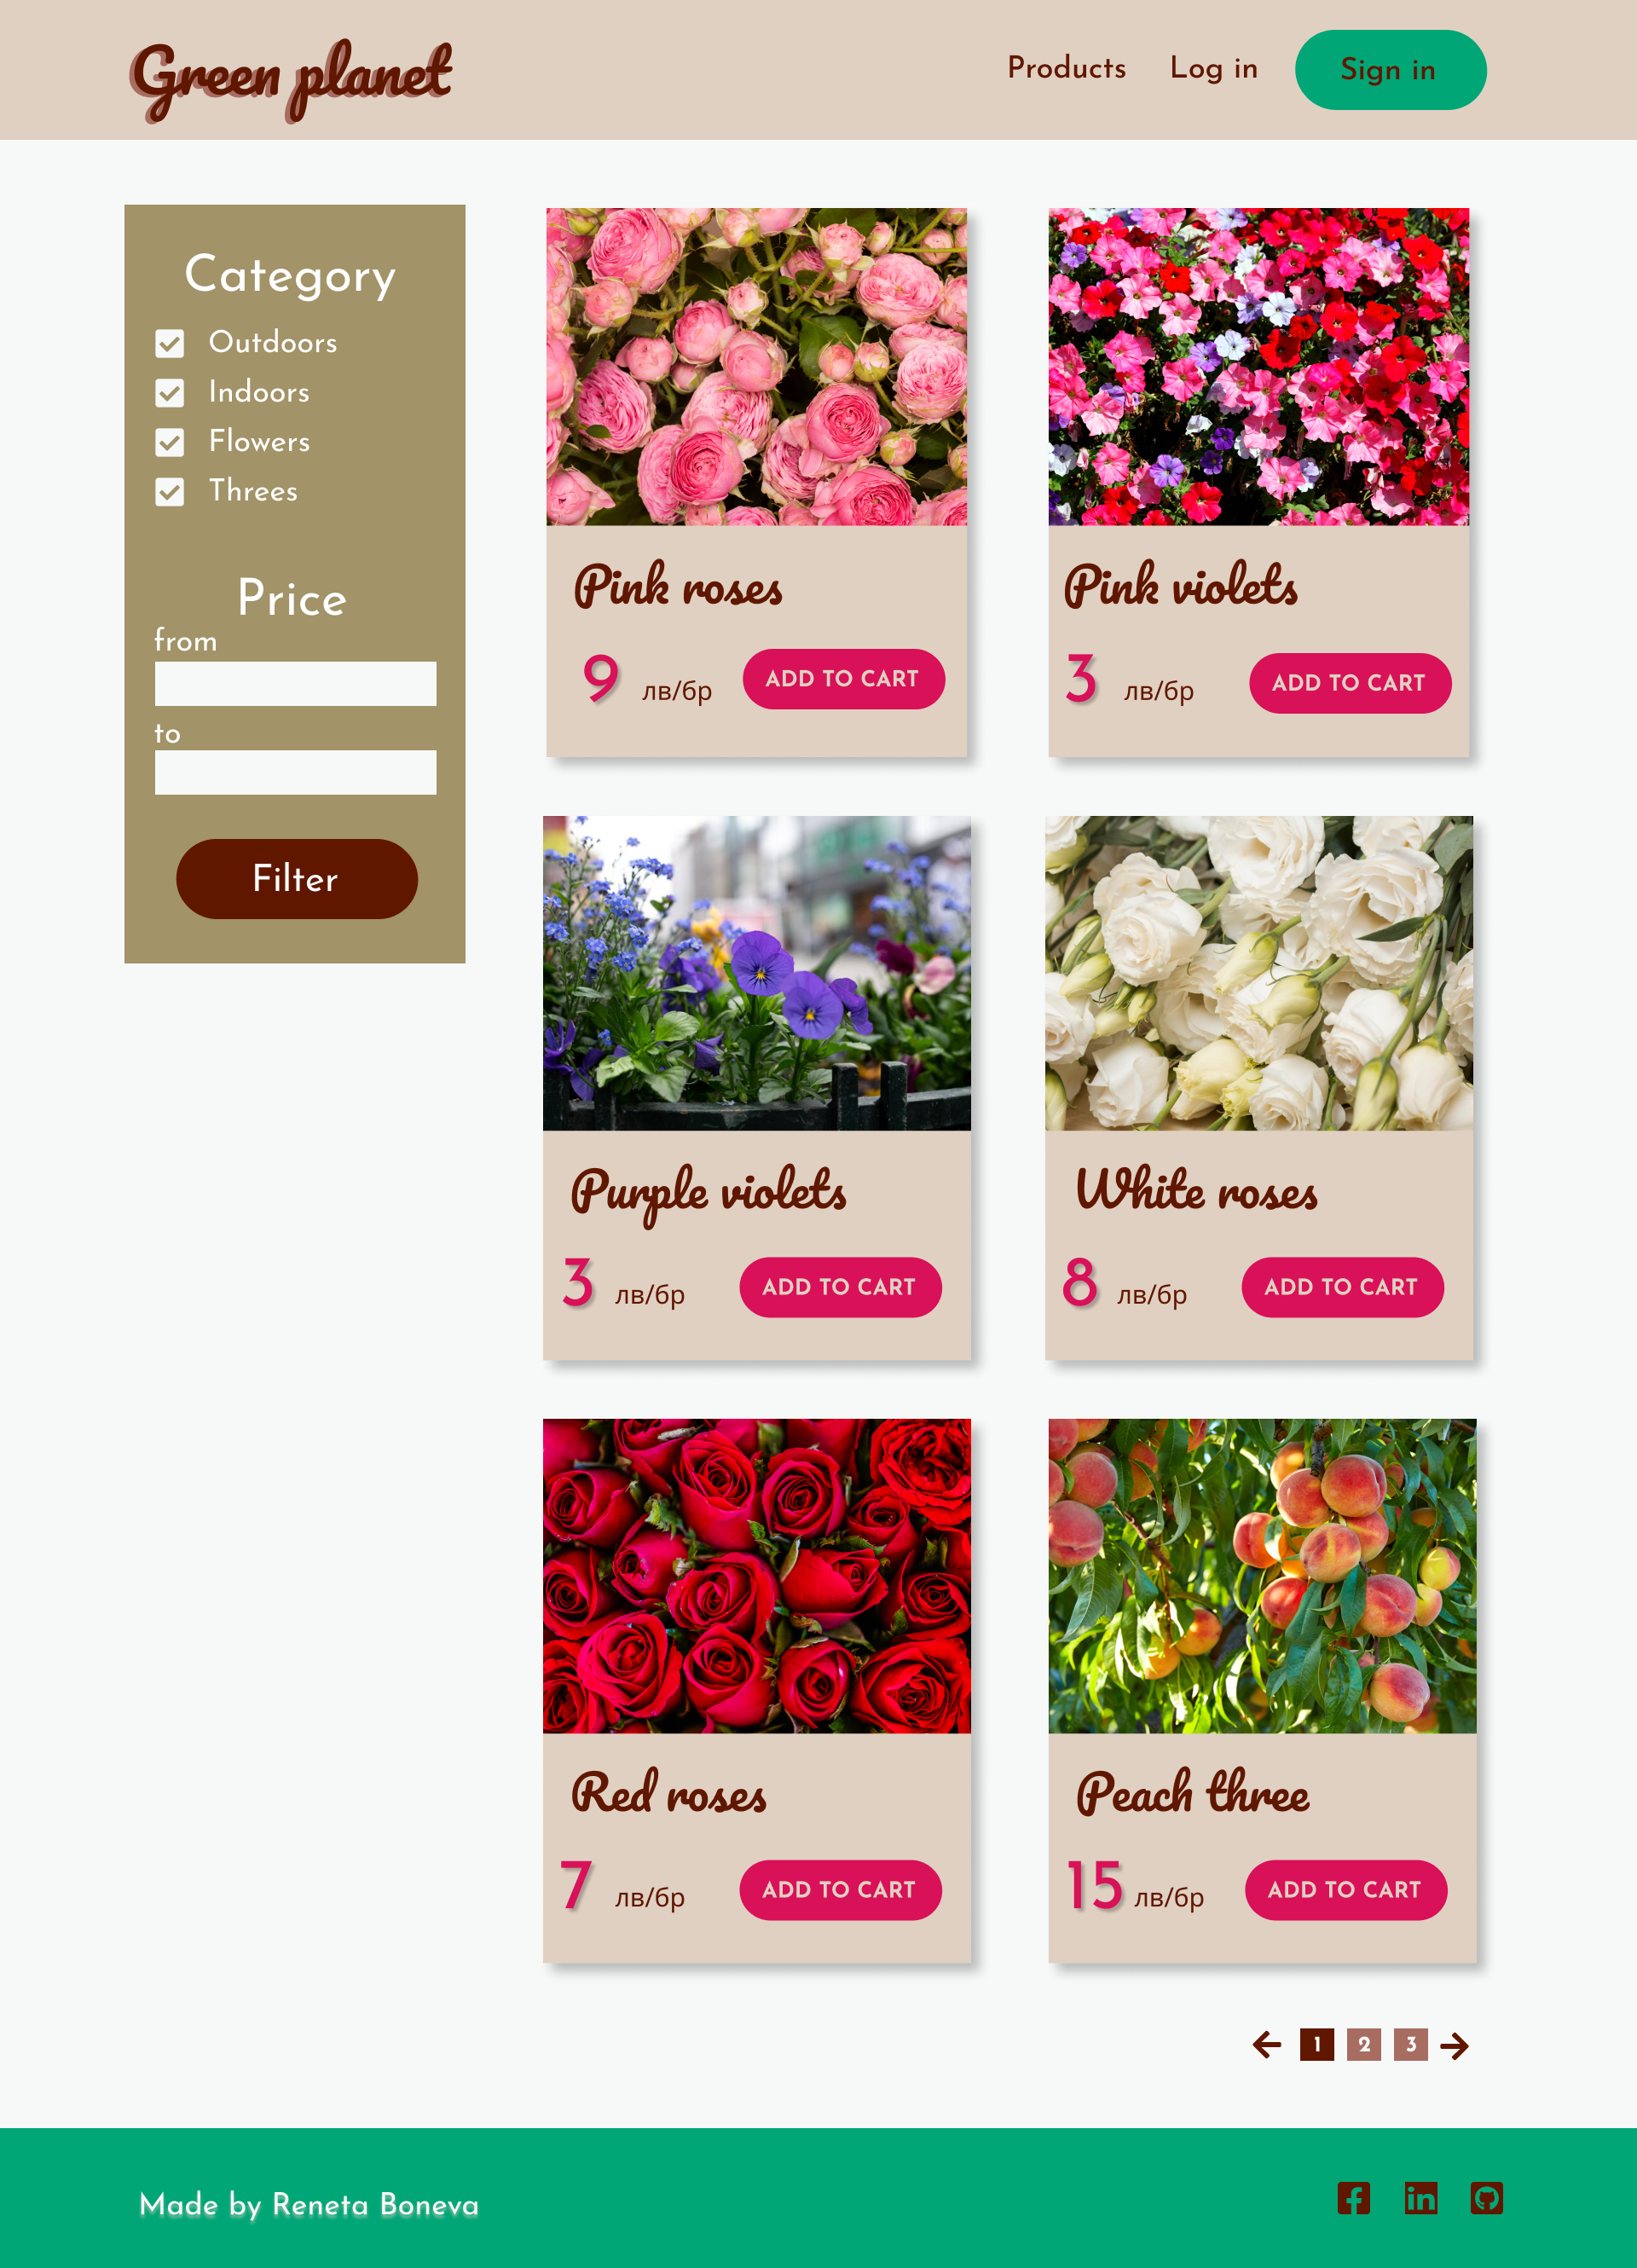 Green planet
Products
Log in
Sign in
Category
Outdoors
Indoors
Flowers
Threes
Price
from
to
Filter
Pink roses
9 лв/бр
ADD TO CART
Pink violets
3 лв/бр
ADD TO CART
Purple violets
3 лв/бр
ADD TO CART
White roses
8 лв/бр
ADD TO CART
Red roses
7 лв/бр
ADD TO CART
Peach three
15 лв/бр
ADD TO CART
1 2 3
Made by Reneta Boneva